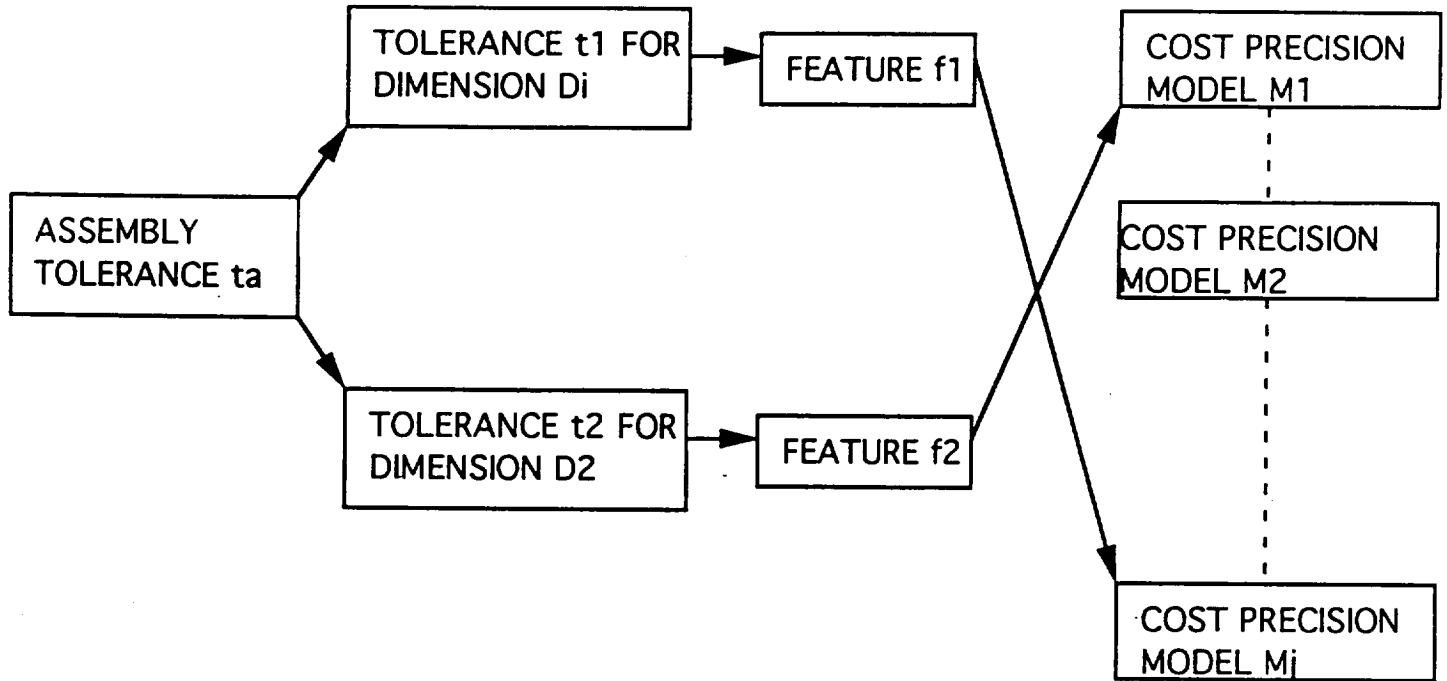 TOLERANCE t1 FOR
DIMENSION Di
FEATURE f1
COST PRECISION
MODEL M1
ASSEMBLY
TOLERANCE ta
COST PRECISION
MODEL M2
TOLERANCE t2 FOR
DIMENSION D2
FEATURE f2
COST PRECISION
MODEL Mj